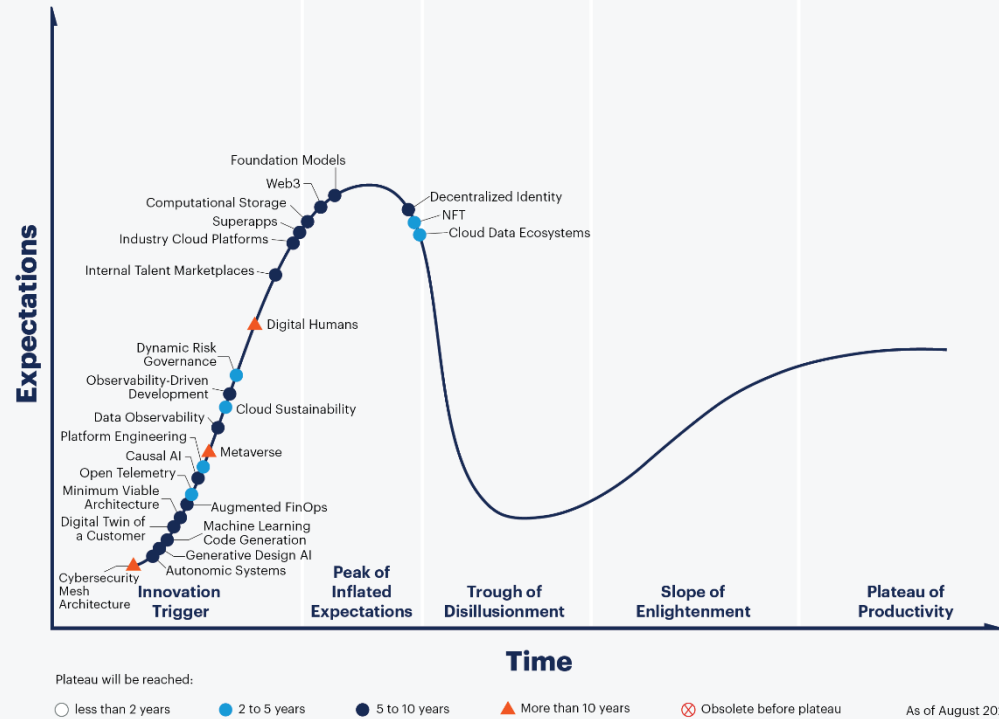 Expectations
Foundation Models
Web3
Computational Storage
Superapps
Industry Cloud Platforms
Internal Talent Marketplaces
Decentralized Identity
NFT
Cloud Data Ecosystems
Digital Humans
Dynamic Risk
Governance
Observability-Driven
Development
Cloud Sustainability
Data Observability
Platform Engineering
Metaverse
Causal AI
Open Telemetry
Minimum Viable
Architecture
Augmented FinOps
Digital Twin of
a Customer
Machine Learning
Code Generation
Generative Design AI
Autonomic Systems
Cybersecurity
Mesh
Architecture
Innovation
Trigger
Peak of
Inflated
Expectations
Trough of
Disillusionment
Slope of
Enlightenment
Plateau of
Productivity
Time
Plateau will be reached:
less than 2 years
2 to 5 years
5 to 10 years
More than 10 years
Obsolete before plateau
As of August